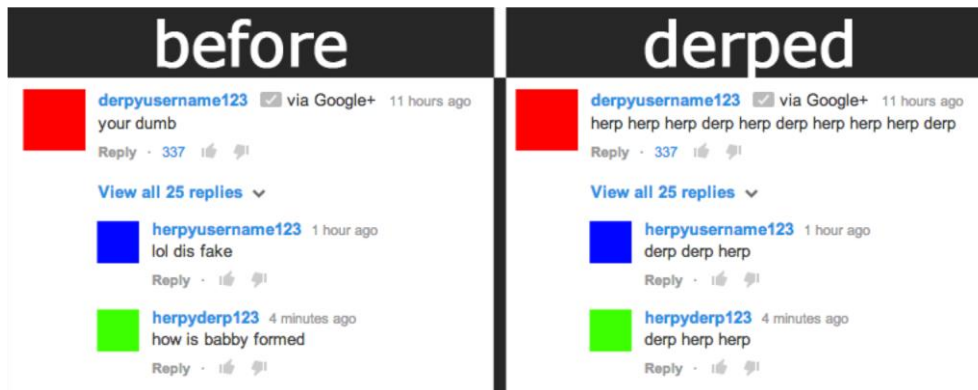 before
derpyusername123 via Google+ 11 hours ago
your dumb
Reply · 337
View all 25 replies
herpyusername123 1 hour ago
lol dis fake
Reply ·
herpyderp123 4 minutes ago
how is babby formed
Reply ·
derped
derpyusername123 via Google+ 11 hours ago
herp herp herp derp herp derp herp herp herp derp
Reply · 337
View all 25 replies
herpyusername123 1 hour ago
derp derp herp
Reply ·
herpyderp123 4 minutes ago
derp herp herp
Reply ·